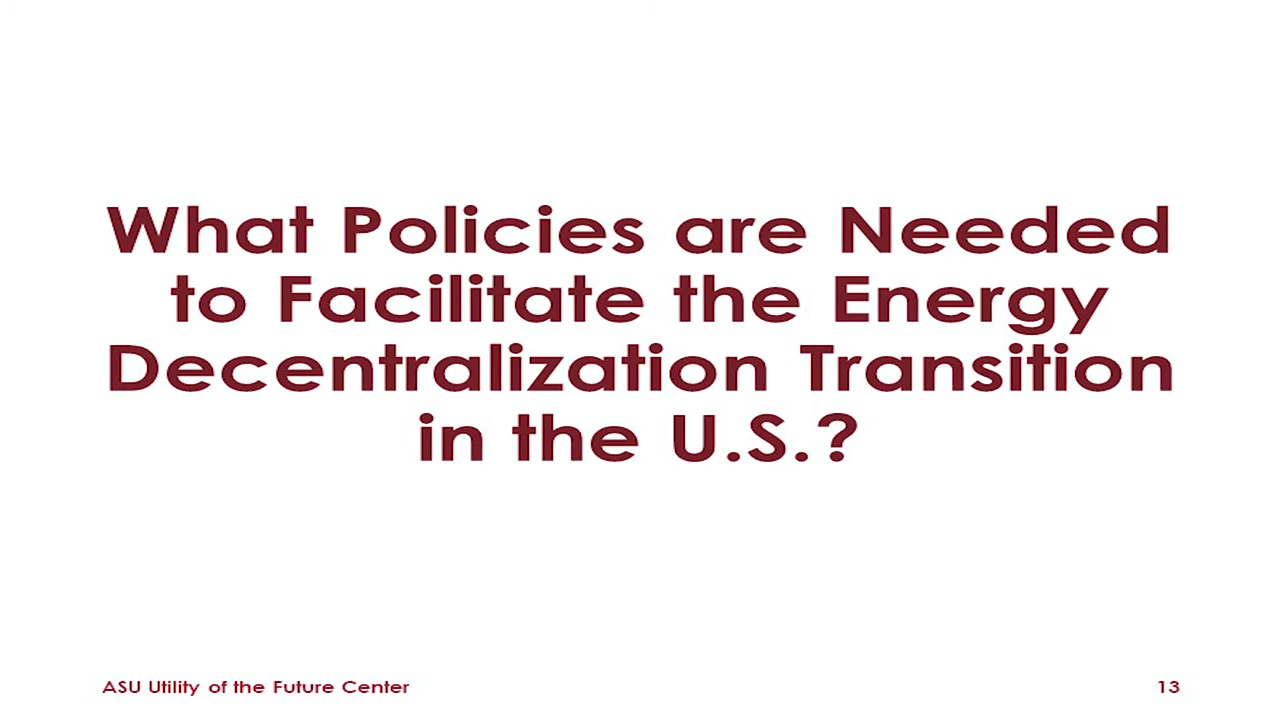 What Policies are Needed
to Facilitate the Energy
Decentralization Transition
in the U.S.?
ASU Utility of the Future Center
13